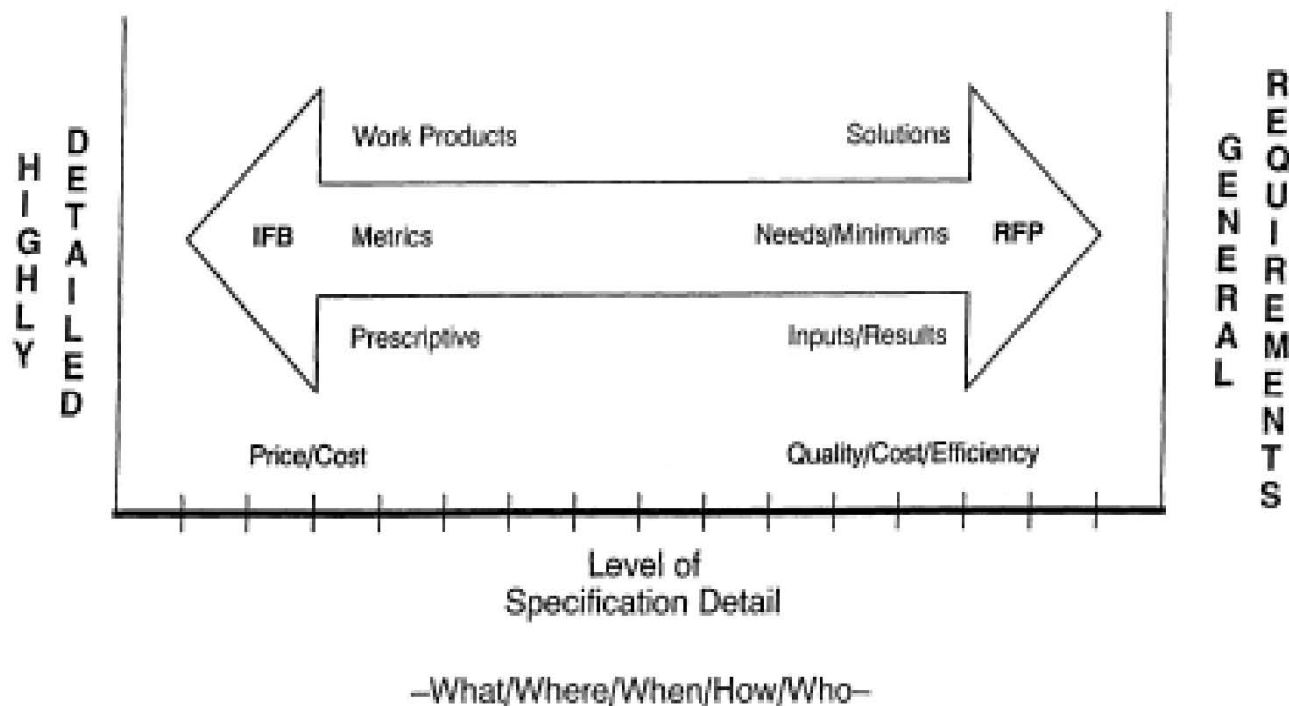 HIGHLY
DETAILED
Work Products
Solutions
IFB
Metrics
Needs/Minimums
RFP
Prescriptive
Inputs/Results
Price/Cost
Quality/Cost/Efficiency
GENERAL
REQUIREMENTS
Level of
Specification Detail
–What/Where/When/How/Who–